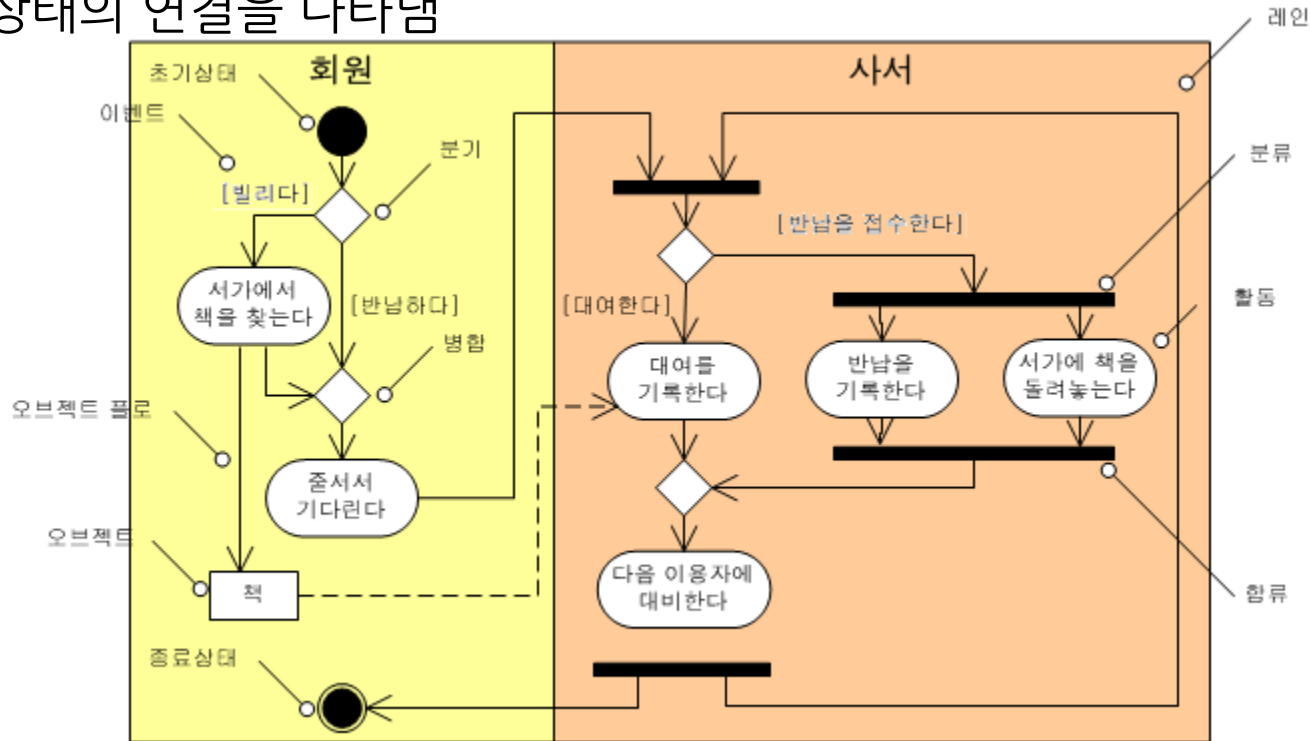 상태의 연결을 나타냄
레인
회원
사서
초기상태
이벤트
분기
분류
[빌리다]
[반납을 접수한다]
서가에서
책을 찾는다
[반납하다]
[대여한다]
활동
병합
대여를
기록한다
반납을
기록한다
서가에 책을
돌려놓는다
오브젝트 플로
줄서서
기다린다
오브젝트
책
다음 이용자에
대비한다
합류
종료상태